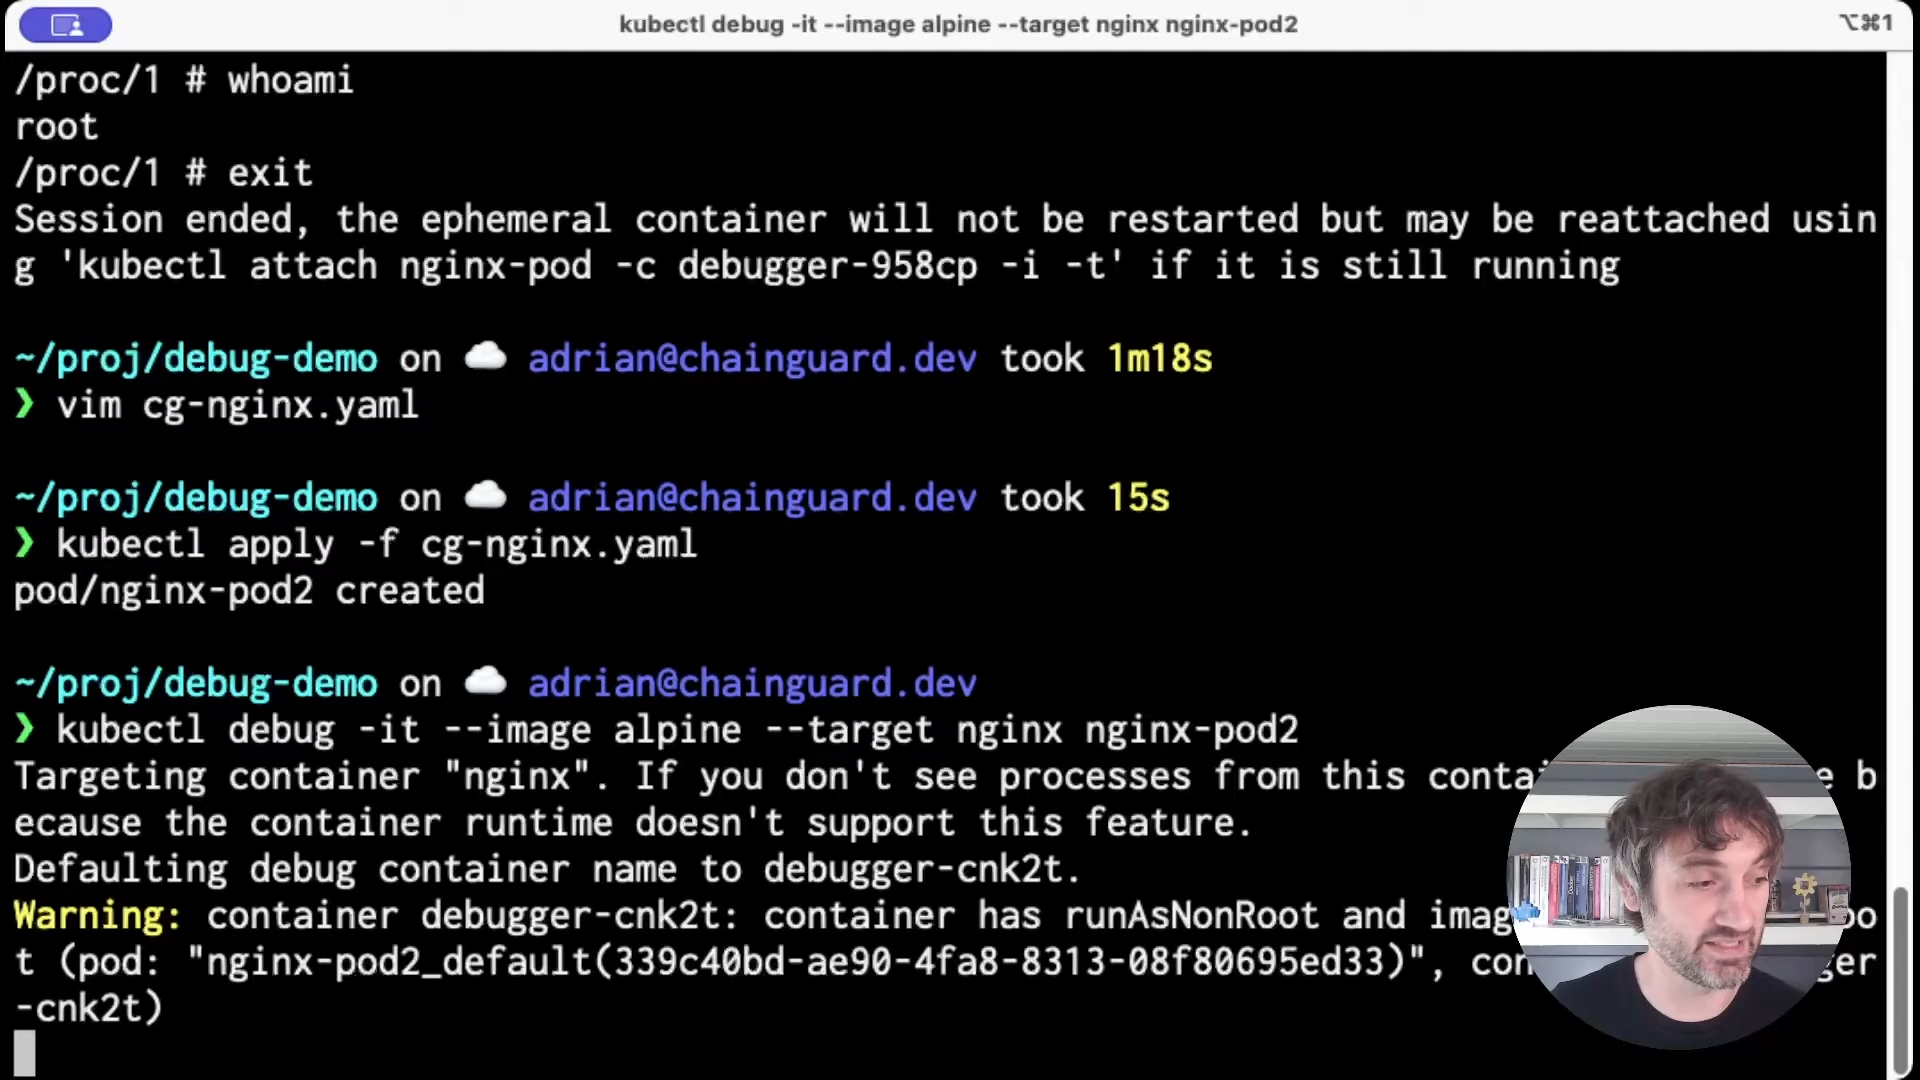 kubectl debug -it --image alpine --target nginx nginx-pod2
⌥⌘1
/proc/1 # whoami
root
/proc/1 # exit
Session ended, the ephemeral container will not be restarted but may be reattached usin
g 'kubectl attach nginx-pod -c debugger-958cp -i -t' if it is still running
~/proj/debug-demo on ☁️ adrian@chainguard.dev took 1m18s
❯ vim cg-nginx.yaml
~/proj/debug-demo on ☁️ adrian@chainguard.dev took 15s
❯ kubectl apply -f cg-nginx.yaml
pod/nginx-pod2 created
~/proj/debug-demo on ☁️ adrian@chainguard.dev
❯ kubectl debug -it --image alpine --target nginx nginx-pod2
Targeting container "nginx". If you don't see processes from this b
ecause the container runtime doesn't support this feature.
Defaulting debug container name to debugger-cnk2t.
Warning: container debugger-cnk2t: container has runAsNonRoot and oo
t (pod: "nginx-pod2_default(339c40bd-ae90-4fa8-8313-08f80695ed33)",
-cnk2t)